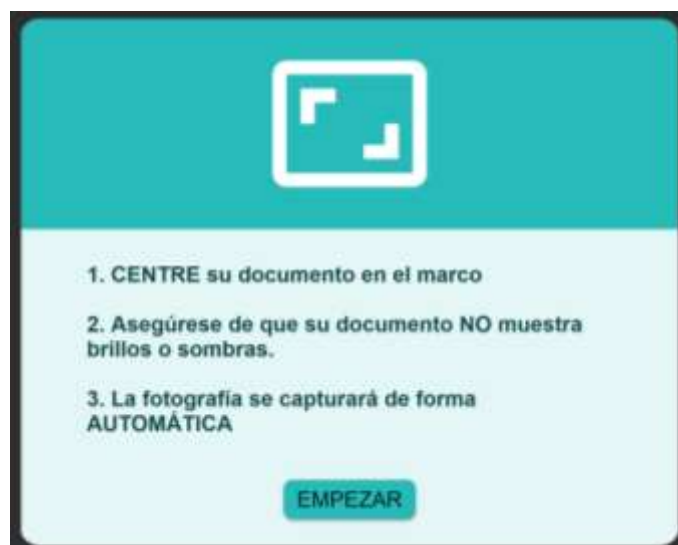 1. CENTRE su documento en el marco
2. Asegúrese de que su documento NO muestra
brillos o sombras.
3. La fotografía se capturará de forma
AUTOMÁTICA
EMPEZAR